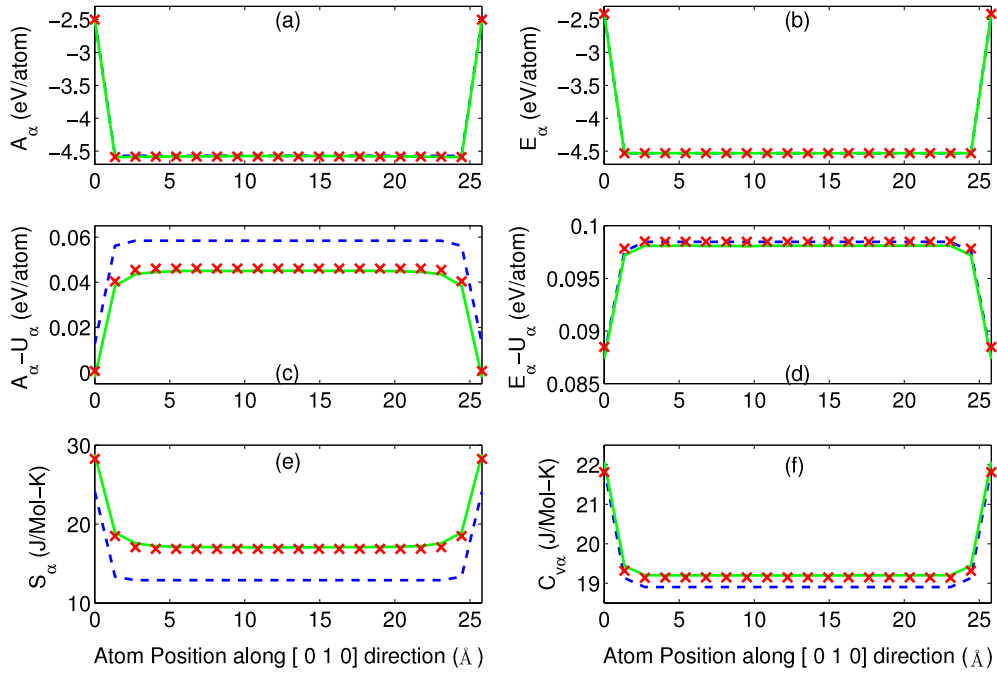 (a)
A_α (eV/atom)
−2.5
−3
−3.5
−4
−4.5
0 5 10 15 20 25
(b)
E_α (eV/atom)
−2.5
−3
−3.5
−4
−4.5
0 5 10 15 20 25
(c)
A_α−U_α (eV/atom)
0.06
0.04
0.02
0
0 5 10 15 20 25
(d)
E_α−U_α (eV/atom)
0.1
0.095
0.09
0.085
0 5 10 15 20 25
(e)
S_α (J/Mol−K)
30
20
10
0 5 10 15 20 25
Atom Position along [ 0 1 0] direction (Å)
(f)
C_vα (J/Mol−K)
22
21
20
19
0 5 10 15 20 25
Atom Position along [ 0 1 0] direction (Å)